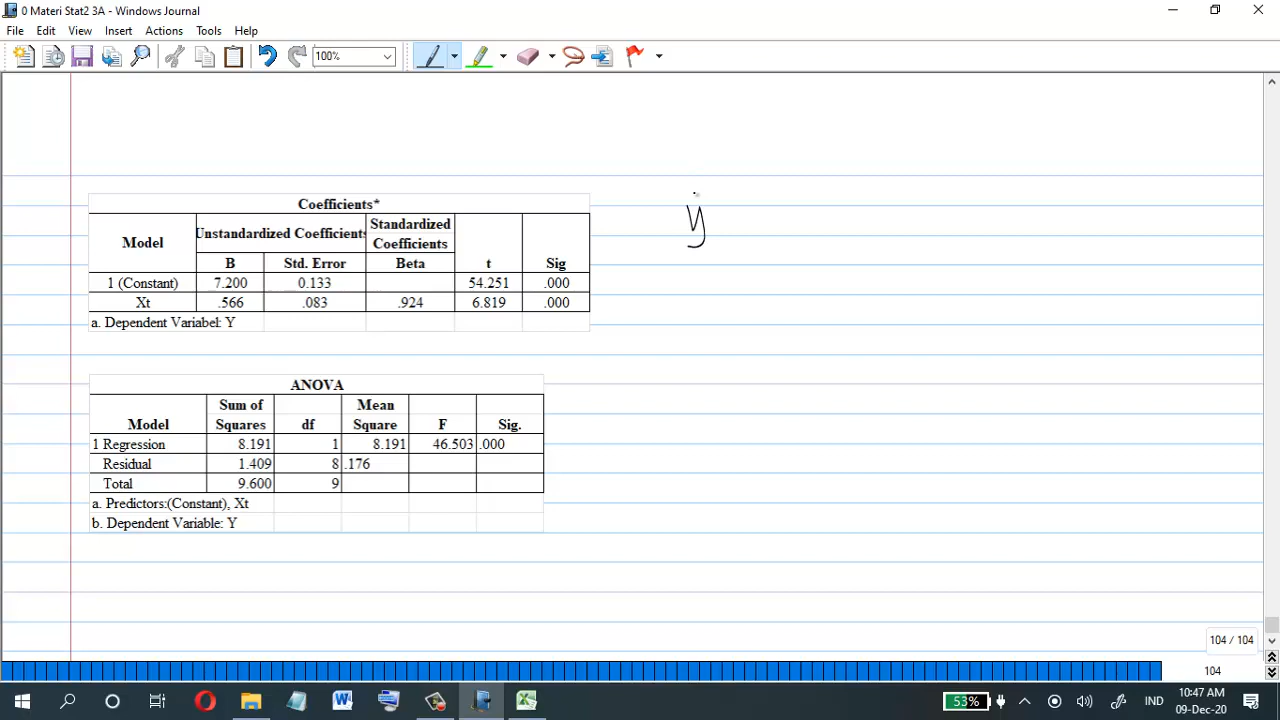 0 Materi Stat2 3A - Windows Journal
File Edit View Insert Actions Tools Help
100%
Coefficients*
Model Unstandardized Coefficients Standardized Coefficients t Sig
B Std. Error Beta
1 (Constant) 7.200 0.133 54.251 .000
Xt .566 .083 .924 6.819 .000
a. Dependent Variabel: Y
y
ANOVA
Model Sum of Squares df Mean Square F Sig.
1 Regression 8.191 1 8.191 46.503 .000
Residual 1.409 8 .176
Total 9.600 9
a. Predictors:(Constant), Xt
b. Dependent Variable: Y
104 / 104
104
53% IND 10:47 AM
09-Dec-20